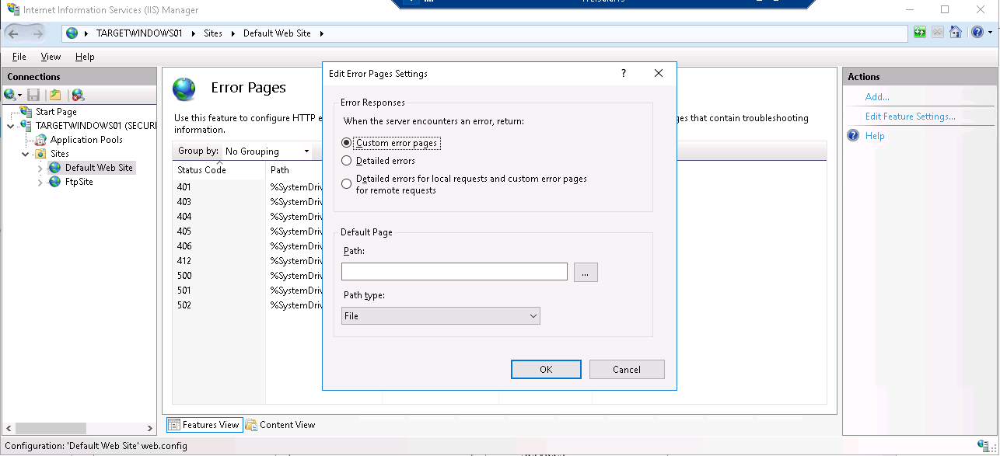 Internet Information Services (IIS) Manager
TARGETWINDOWS01 Sites Default Web Site
File View Help
Connections
Start Page
TARGETWINDOWS01 (SECURI
Application Pools
Sites
Default Web Site
FtpSite
Error Pages
Use this feature to configure HTTP e
ges that contain troubleshooting
information.
Group by: No Grouping
Status Code Path
401 %SystemDriv
403 %SystemDriv
404 %SystemDriv
405 %SystemDriv
406 %SystemDriv
412 %SystemDriv
500 %SystemDriv
501 %SystemDriv
502 %SystemDriv
Edit Error Pages Settings
?
Error Responses
When the server encounters an error, return:
Custom error pages
Detailed errors
Detailed errors for local requests and custom error pages
for remote requests
Default Page
Path:
...
Path type:
File
OK Cancel
Actions
Add...
Edit Feature Settings...
Help
Features View Content View
Configuration: 'Default Web Site' web.config